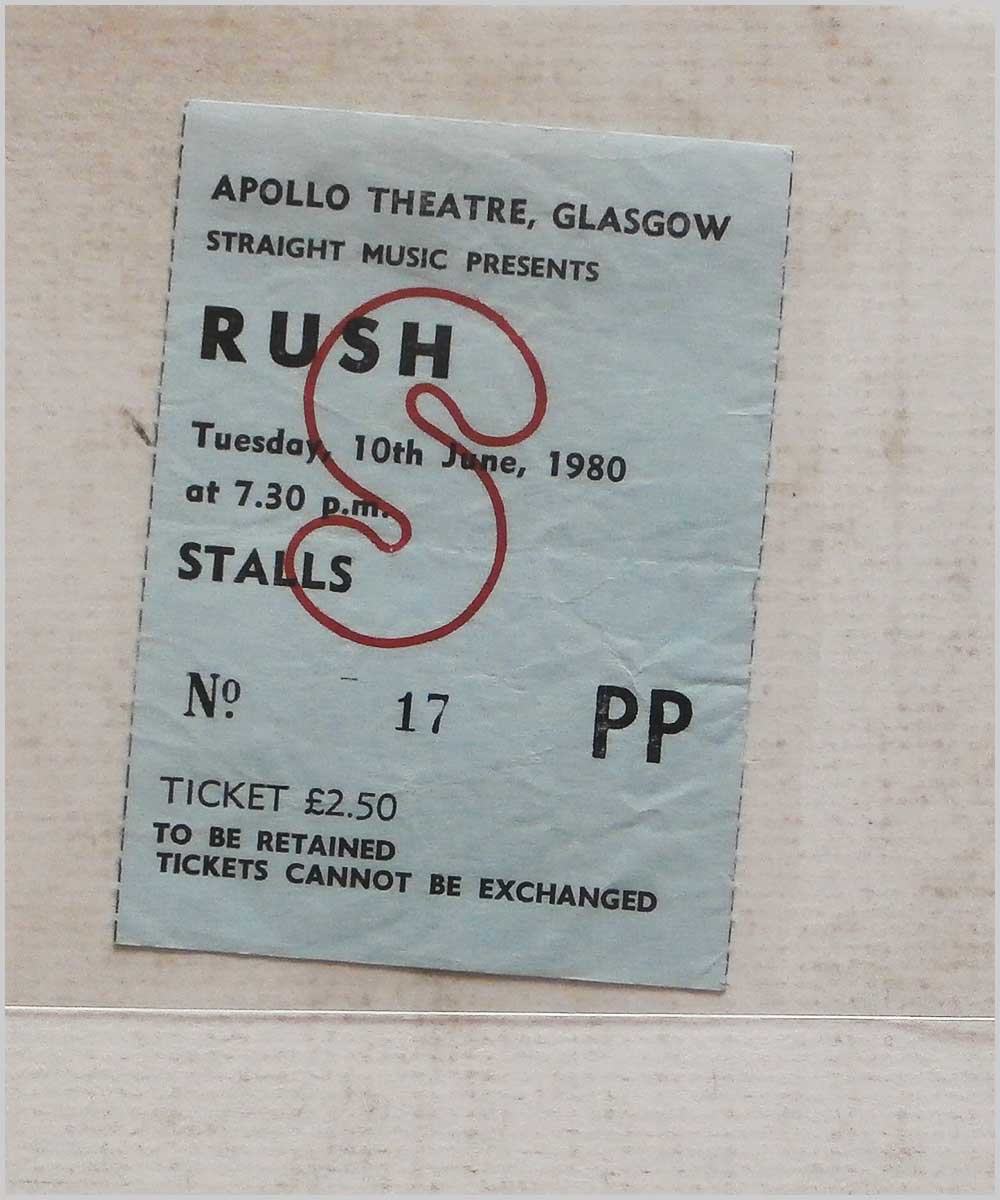 APOLLO THEATRE, GLASGOW
STRAIGHT MUSIC PRESENTS
RUSH
Tuesday, 10th June, 1980
at 7.30 p.m.
STALLS
S
Nº. 17 PP
TICKET £2.50
TO BE RETAINED
TICKETS CANNOT BE EXCHANGED